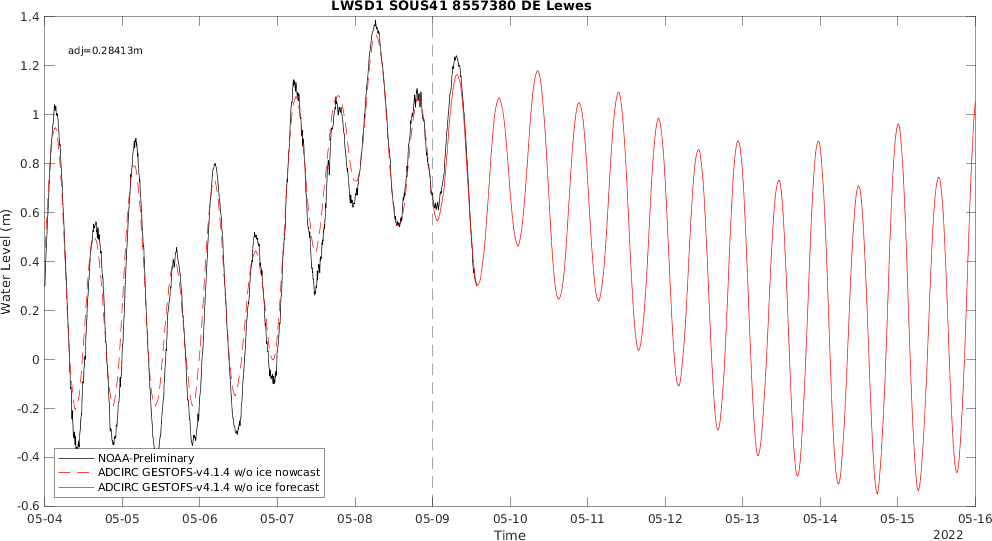 LWSD1 SOUS41 8557380 DE Lewes
adj=0.28413m
1.4
1.2
1
0.8
0.6
0.4
0.2
0
-0.2
-0.4
-0.6
Water Level (m)
NOAA-Preliminary
ADCIRC GESTOFS-v4.1.4 w/o ice nowcast
ADCIRC GESTOFS-v4.1.4 w/o ice forecast
05-04 05-05 05-06 05-07 05-08 05-09 05-10 05-11 05-12 05-13 05-14 05-15 05-16
Time
2022